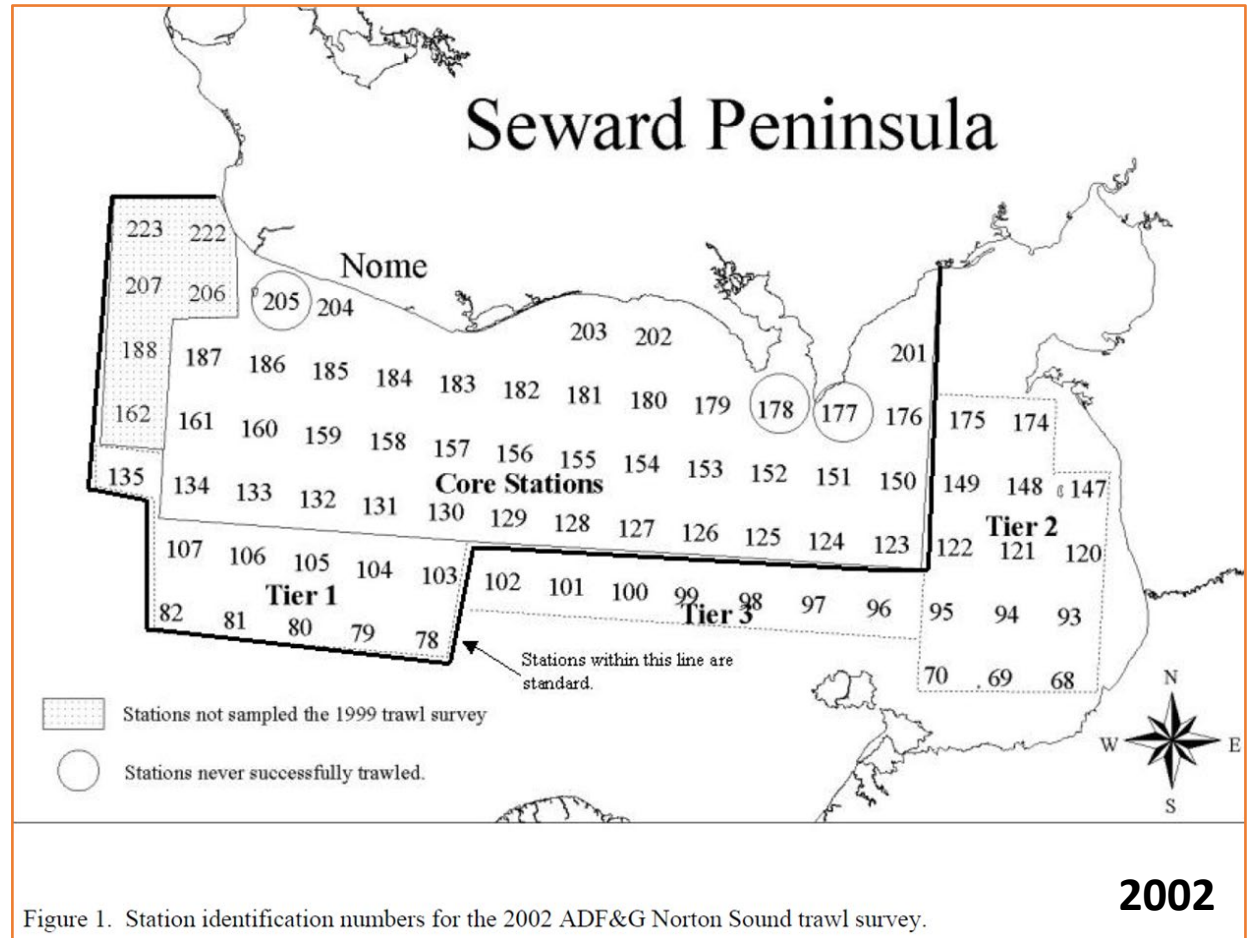 Seward Peninsula
Nome
223 222
207 206 205 204
203 202
188 187 186 185 184 183 182 181 180 179 178 177 176 201
175 174
162 161 160 159 158 157 156 155 154 153 152 151 150
149 148 147
Core Stations
135 134 133 132 131 130 129 128 127 126 125 124 123
122 121 120
Tier 2
107 106 105 104 103 102 101 100 99 98 97 96 95 94 93
Tier 1
Tier 3
82 81 80 79 78
70 69 68
Stations within this line are
standard.
Stations not sampled the 1999 trawl survey
Stations never successfully trawled.
N
W E
S
2002
Figure 1. Station identification numbers for the 2002 ADF&G Norton Sound trawl survey.